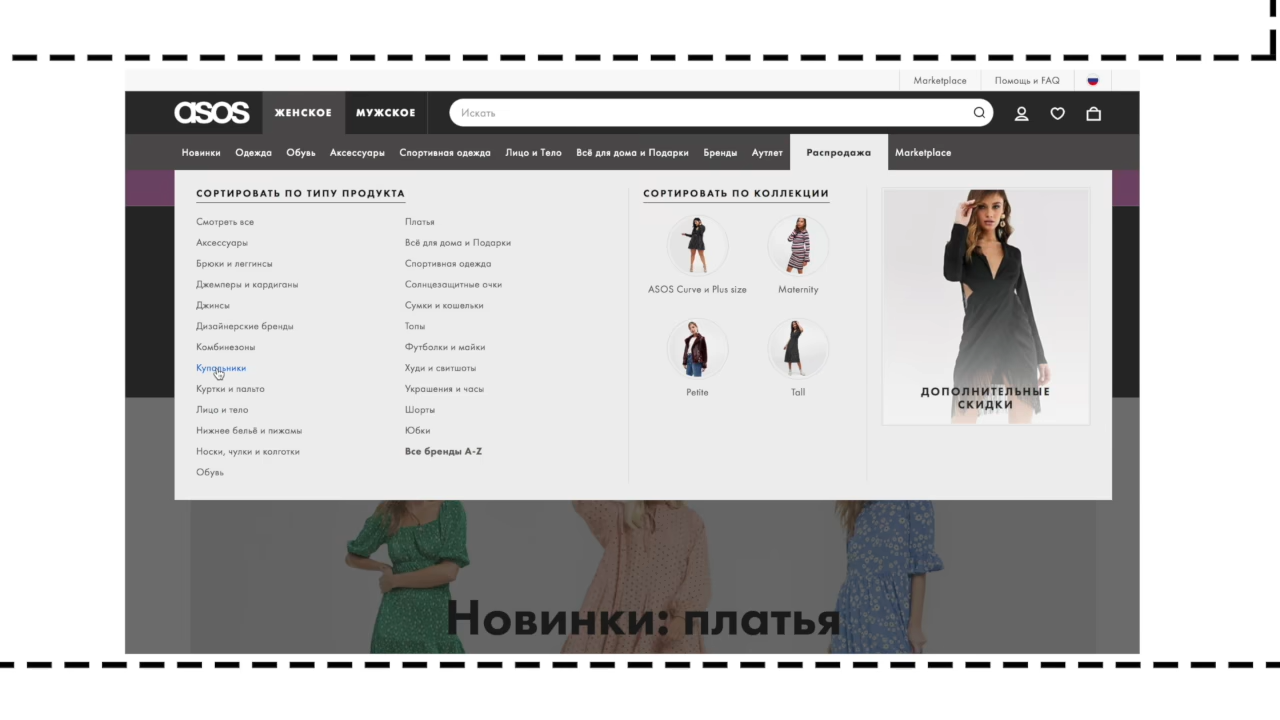 Marketplace Помощь и FAQ
asos ЖЕНСКОЕ МУЖСКОЕ Искать
Новинки Одежда Обувь Аксессуары Спортивная одежда Лицо и Тело Всё для дома и Подарки Бренды Аутлет Распродажа Marketplace
СОРТИРОВАТЬ ПО ТИПУ ПРОДУКТА
Смотреть все
Аксессуары
Брюки и леггинсы
Джемперы и кардиганы
Джинсы
Дизайнерские бренды
Комбинезоны
Купальники
Куртки и пальто
Лицо и тело
Нижнее бельё и пижамы
Носки, чулки и колготки
Обувь
Платья
Всё для дома и Подарки
Спортивная одежда
Солнцезащитные очки
Сумки и кошельки
Топы
Футболки и майки
Худи и свитшоты
Украшения и часы
Шорты
Юбки
Все бренды A-Z
СОРТИРОВАТЬ ПО КОЛЛЕКЦИИ
ASOS Curve и Plus size
Maternity
Petite
Tall
ДОПОЛНИТЕЛЬНЫЕ
СКИДКИ
Новинки: платья